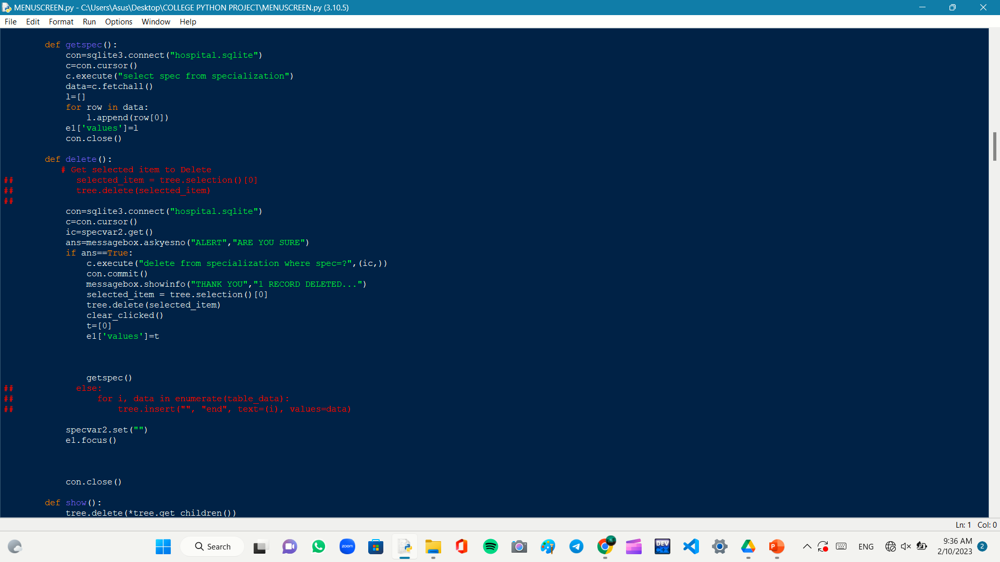 MENUSCREEN.py - C:\Users\Asus\Desktop\COLLEGE PYTHON PROJECT\MENUSCREEN.py (3.10.5)
File Edit Format Run Options Window Help
def getspec():
con=sqlite3.connect("hospital.sqlite")
c=con.cursor()
c.execute("select spec from specialization")
data=c.fetchall()
l=[]
for row in data:
l.append(row[0])
e1['values']=l
con.close()
def delete():
# Get selected item to Delete
## selected_item = tree.selection()[0]
## tree.delete(selected_item)
##
con=sqlite3.connect("hospital.sqlite")
c=con.cursor()
ic=specvar2.get()
ans=messagebox.askyesno("ALERT","ARE YOU SURE")
if ans==True:
c.execute("delete from specialization where spec=?",(ic,))
con.commit()
messagebox.showinfo("THANK YOU","1 RECORD DELETED...")
selected_item = tree.selection()[0]
tree.delete(selected_item)
clear_clicked()
t=[0]
e1['values']=t
getspec()
## else:
## for i, data in enumerate(table_data):
## tree.insert("", "end", text=(i), values=data)
specvar2.set("")
e1.focus()
con.close()
def show():
tree.delete(*tree.get_children())
Ln: 1 Col: 0
Search
zoom
DEV
C++
P
ENG
9:36 AM
2/10/2023
2